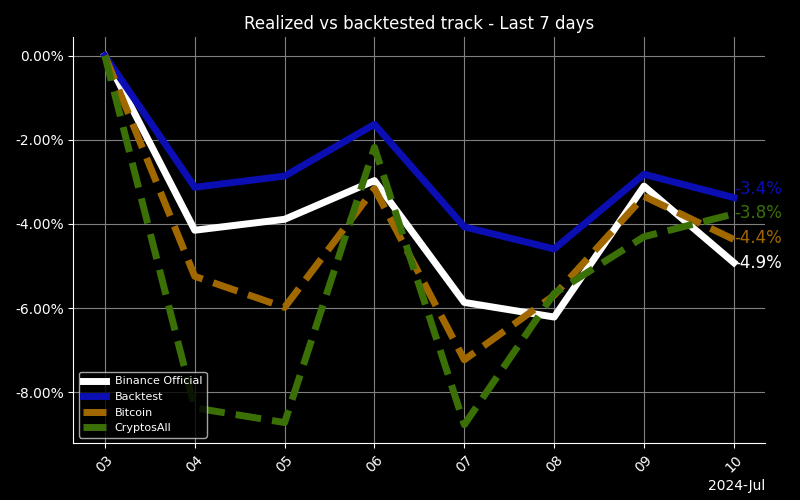 Realized vs backtested track - Last 7 days
0.00%
-2.00%
-4.00%
-6.00%
-8.00%
-3.4%
-3.8%
-4.4%
-4.9%
Binance Official
Backtest
Bitcoin
CryptosAll
03 04 05 06 07 08 09 10
2024-Jul